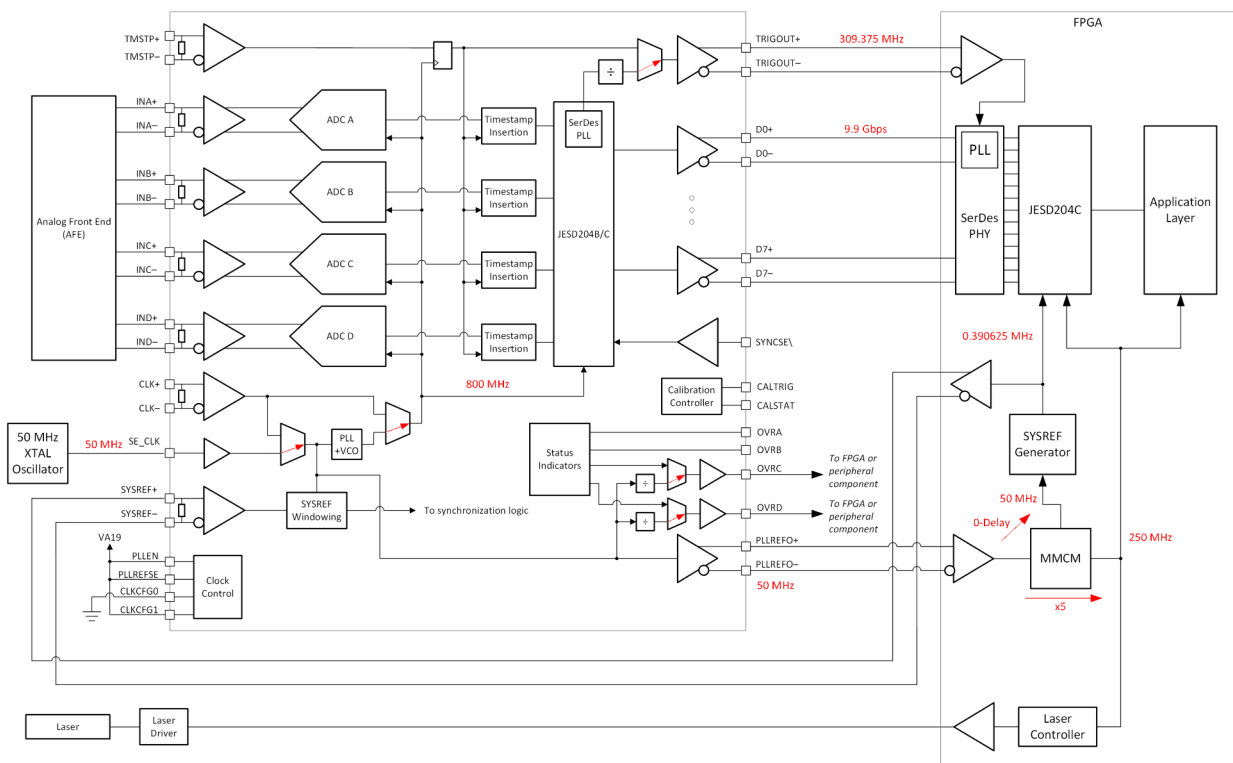 FPGA
TMSTP+
TMSTP–
÷
TRIGOUT+
309.375 MHz
TRIGOUT–
Analog Front End
(AFE)
INA+
INA–
ADC A
Timestamp
Insertion
SerDes
PLL
JESD204B/C
D0+
9.9 Gbps
D0–
PLL
SerDes
PHY
JESD204C
Application
Layer
INB+
INB–
ADC B
Timestamp
Insertion
INC+
INC–
ADC C
Timestamp
Insertion
D7+
D7–
IND+
IND–
ADC D
Timestamp
Insertion
SYNCSE\
0.390625 MHz
CLK+
CLK–
800 MHz
Calibration
Controller
CALTRIG
CALSTAT
50 MHz
XTAL
Oscillator
50 MHz
SE_CLK
PLL
+VCO
Status
Indicators
OVRA
OVRB
OVRC
OVRD
÷
÷
To FPGA or
peripheral
component
To FPGA or
peripheral
component
SYSREF
Generator
SYSREF+
SYSREF–
SYSREF
Windowing
To synchronization logic
50 MHz
0-Delay
250 MHz
VA19
PLLEN
PLLREFSE
CLKCFG0
CLKCFG1
Clock
Control
PLLREFO+
PLLREFO–
50 MHz
MMCM
x5
Laser
Laser
Driver
Laser
Controller